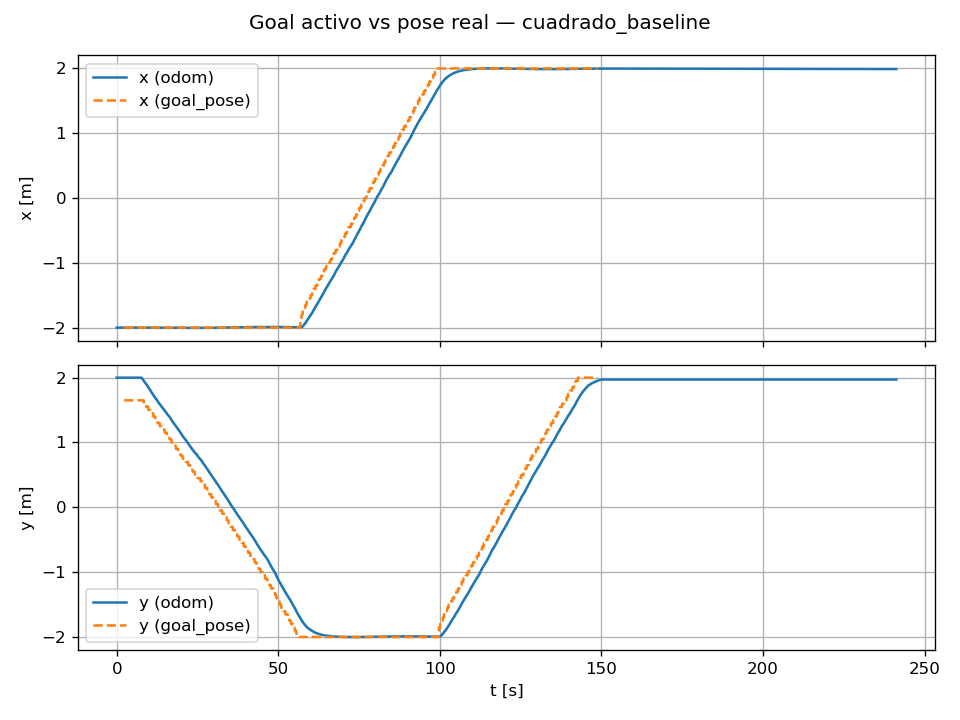 Goal activo vs pose real — cuadrado_baseline
x (odom)
x (goal_pose)
2
1
0
−1
−2
x [m]
y (odom)
y (goal_pose)
2
1
0
−1
−2
y [m]
0 50 100 150 200 250
t [s]